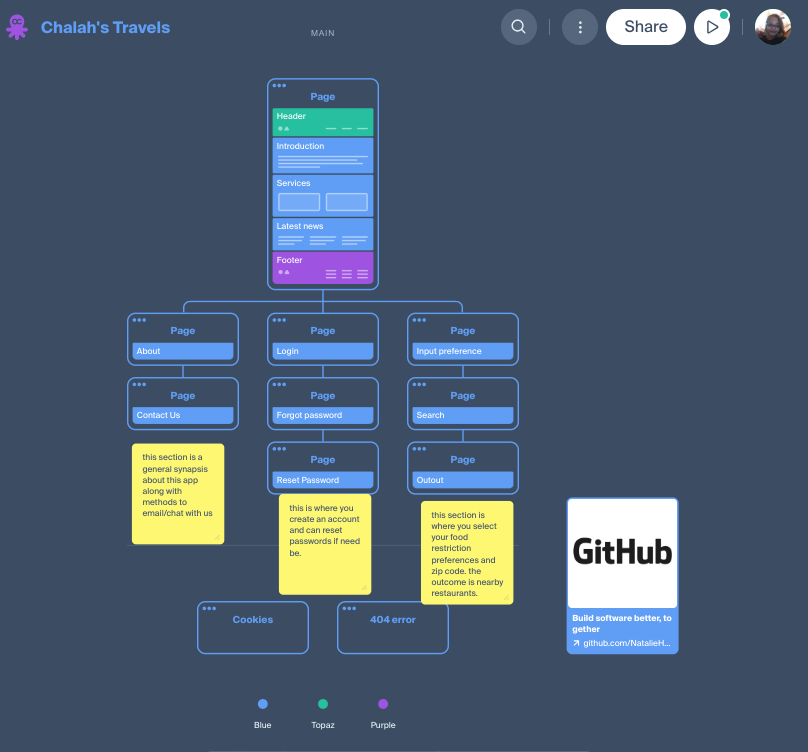 Chalah's Travels
MAIN
Share
Page
Header
Introduction
Services
Latest news
Footer
Page
About
Page
Contact Us
this section is a
general synapsis
about this app
along with
methods to
email/chat with us
Page
Login
Page
Forgot password
Page
Reset Password
this is where you
create an account
and can reset
passwords if need
be.
Page
Input preference
Page
Search
Page
Outout
this section is
where you select
your food
restriction
preferences and
zip code. the
outcome is nearby
restaurants.
Cookies
404 error
GitHub
Build software better, to
gether
github.com/NatalieH...
Blue
Topaz
Purple